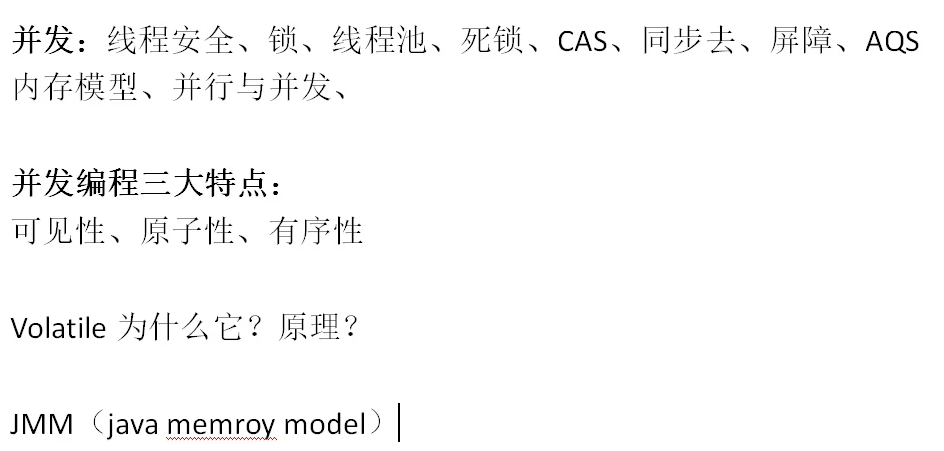 并发：线程安全、锁、线程池、死锁、CAS、同步去、屏障、AQS
内存模型、并行与并发、
并发编程三大特点：
可见性、原子性、有序性
Volatile 为什么它？原理？
JMM（java memroy model）